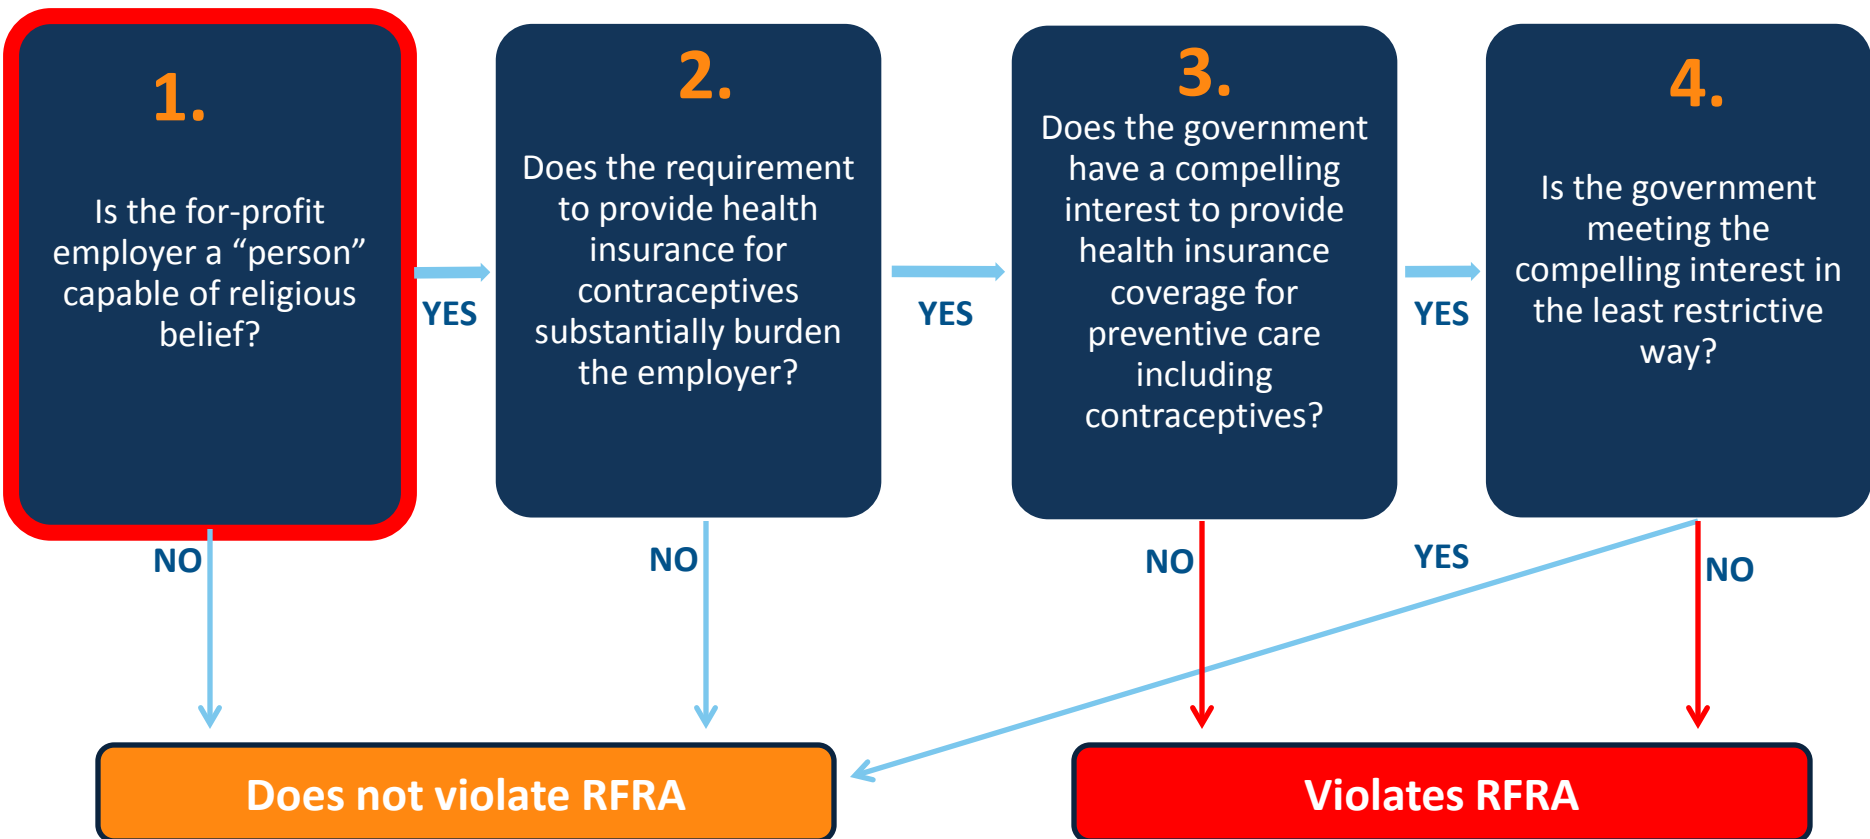 1.
Is the for-profit
employer a “person”
capable of religious
belief?
YES
2.
Does the requirement
to provide health
insurance for
contraceptives
substantially burden
the employer?
YES
3.
Does the government
have a compelling
interest to provide
health insurance
coverage for
preventive care
including
contraceptives?
YES
4.
Is the government
meeting the
compelling interest in
the least restrictive
way?
NO
NO
NO
YES
NO
Does not violate RFRA
Violates RFRA